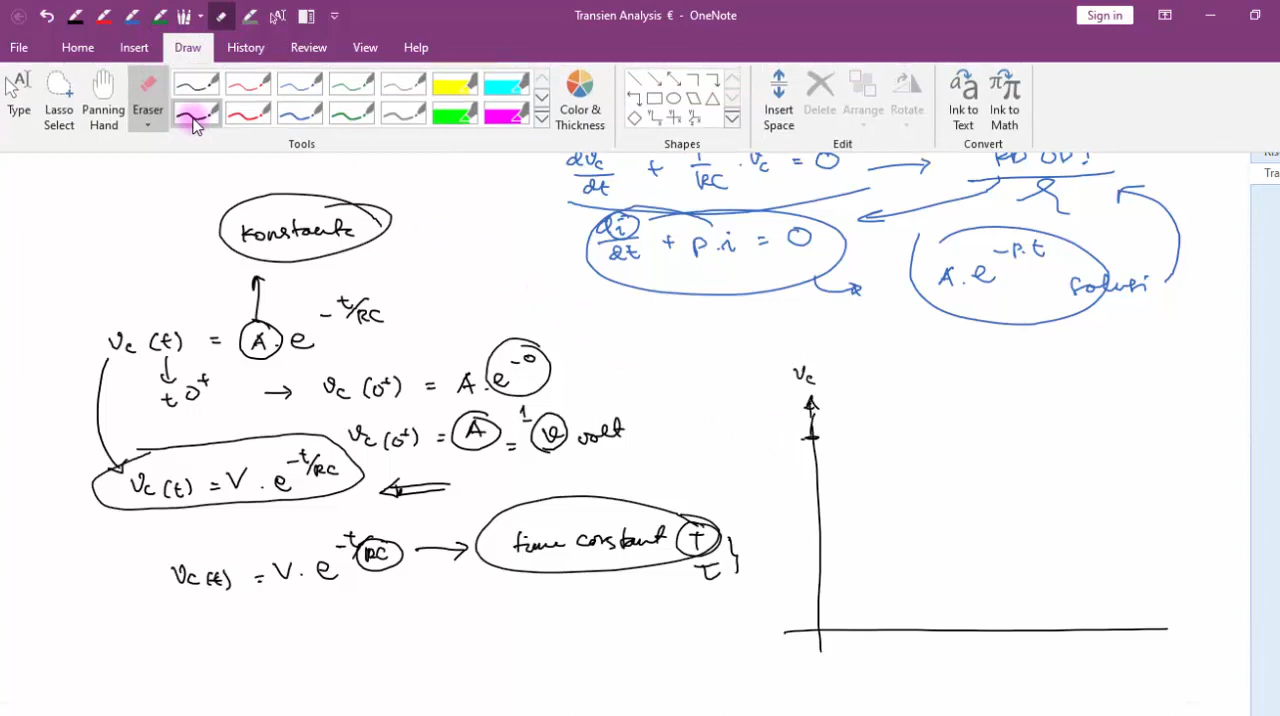 Transien Analysis € - OneNote
Sign in
File Home Insert Draw History Review View Help
Type
Lasso Select
Panning Hand
Eraser
Color & Thickness
Insert Space
Delete
Arrange
Rotate
Ink to Text
Ink to Math
Tools
Shapes
Edit
Convert
dvc/dt + 1/RC . vc = 0
di/dt + p.i = 0
A.e^-p.t solusi
Konstanta
vc (t) = A . e^-t/RC
t 0+ → vc (0+) = A . e^-0
vc (0+) = A = V volt
vc (t) = V . e^-t/RC
vc(t) = V . e^-t/RC → time constant T
τ
vc